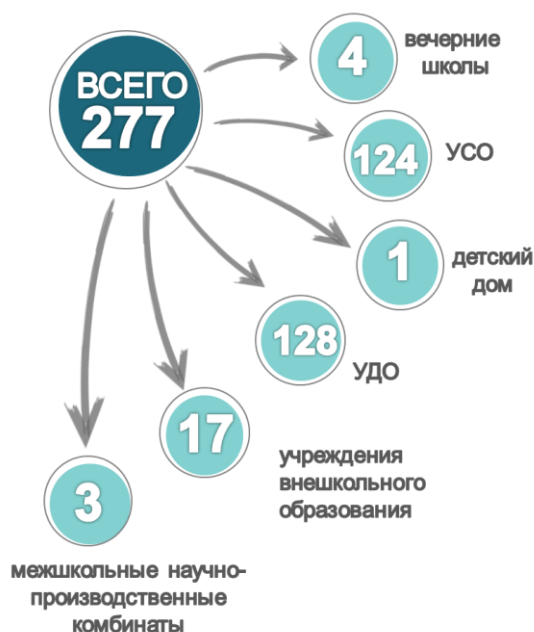 ВСЕГО
277
4
вечерние
школы
124
УСО
1
детский
дом
128
УДО
17
учреждения
внешкольного
образования
3
межшкольные научно-
производственные
комбинаты